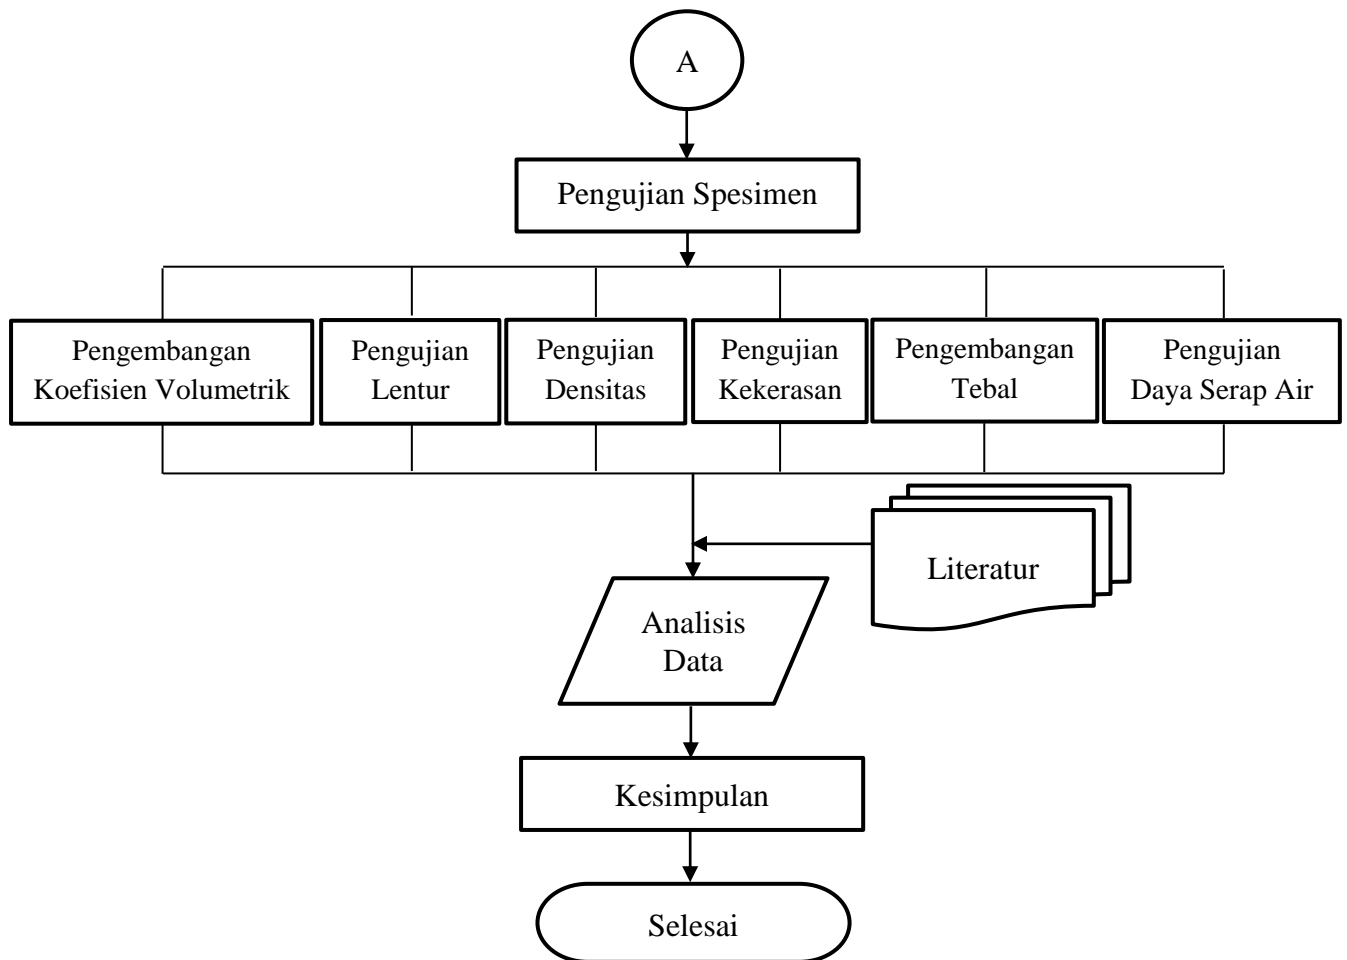 A
Pengujian Spesimen
Pengembangan
Koefisien Volumetrik
Pengujian
Lentur
Pengujian
Densitas
Pengujian
Kekerasan
Pengembangan
Tebal
Pengujian
Daya Serap Air
Literatur
Analisis
Data
Kesimpulan
Selesai